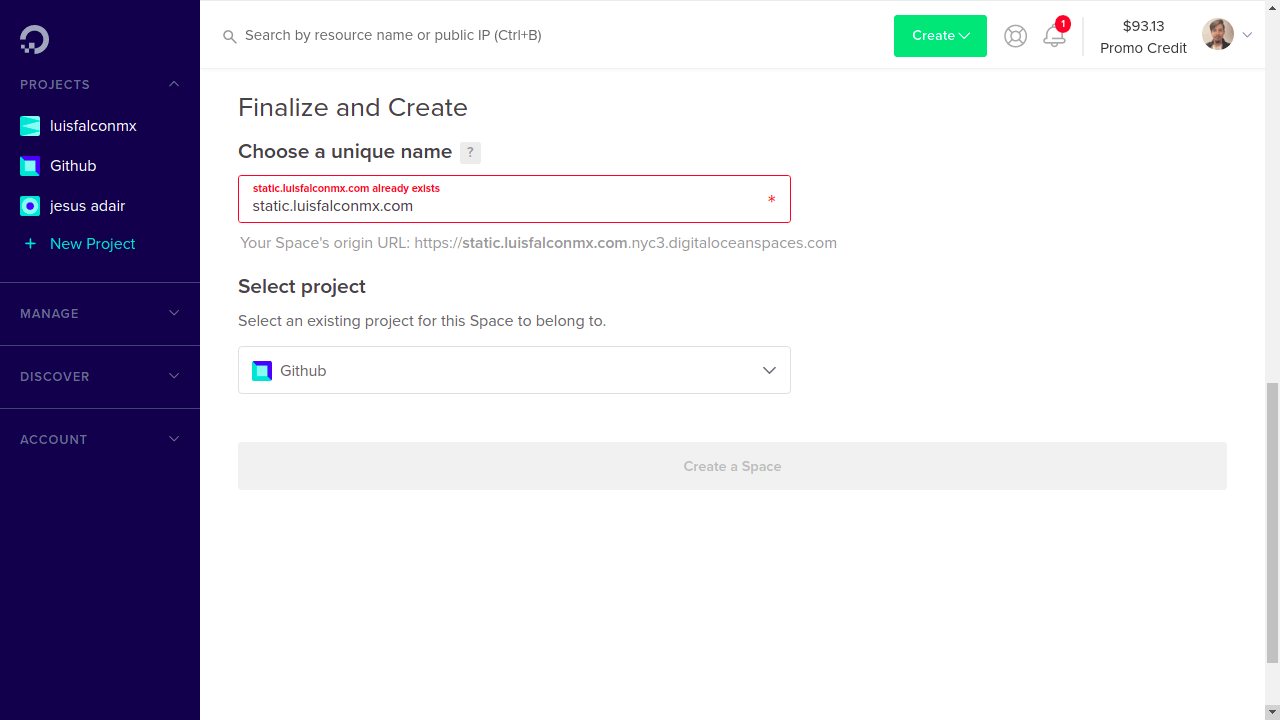 Search by resource name or public IP (Ctrl+B)
Create
1
$93.13
Promo Credit
PROJECTS
luisfalconmx
Github
jesus adair
+ New Project
MANAGE
DISCOVER
ACCOUNT
Finalize and Create
Choose a unique name ?
static.luisfalconmx.com already exists
static.luisfalconmx.com *
Your Space's origin URL: https://static.luisfalconmx.com.nyc3.digitaloceanspaces.com
Select project
Select an existing project for this Space to belong to.
Github
Create a Space